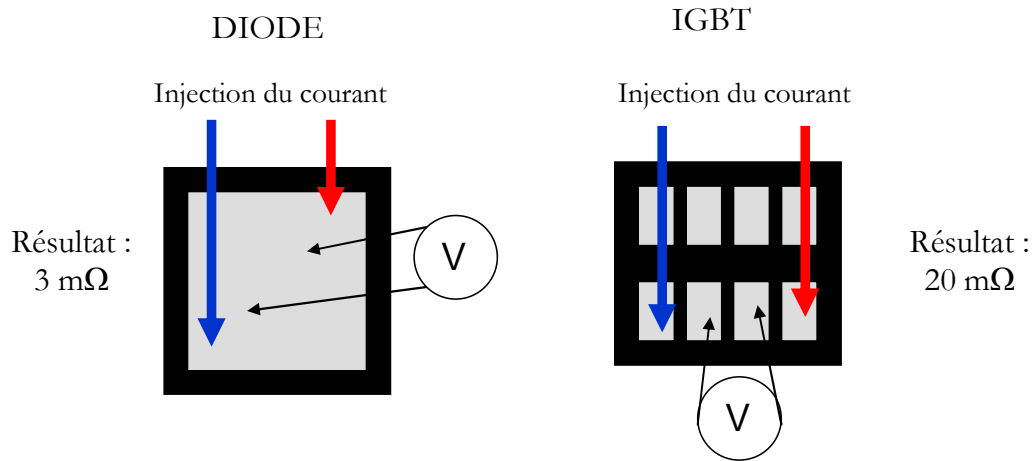 DIODE
IGBT
Injection du courant
Injection du courant
Résultat :
3 mΩ
V
Résultat :
20 mΩ
V